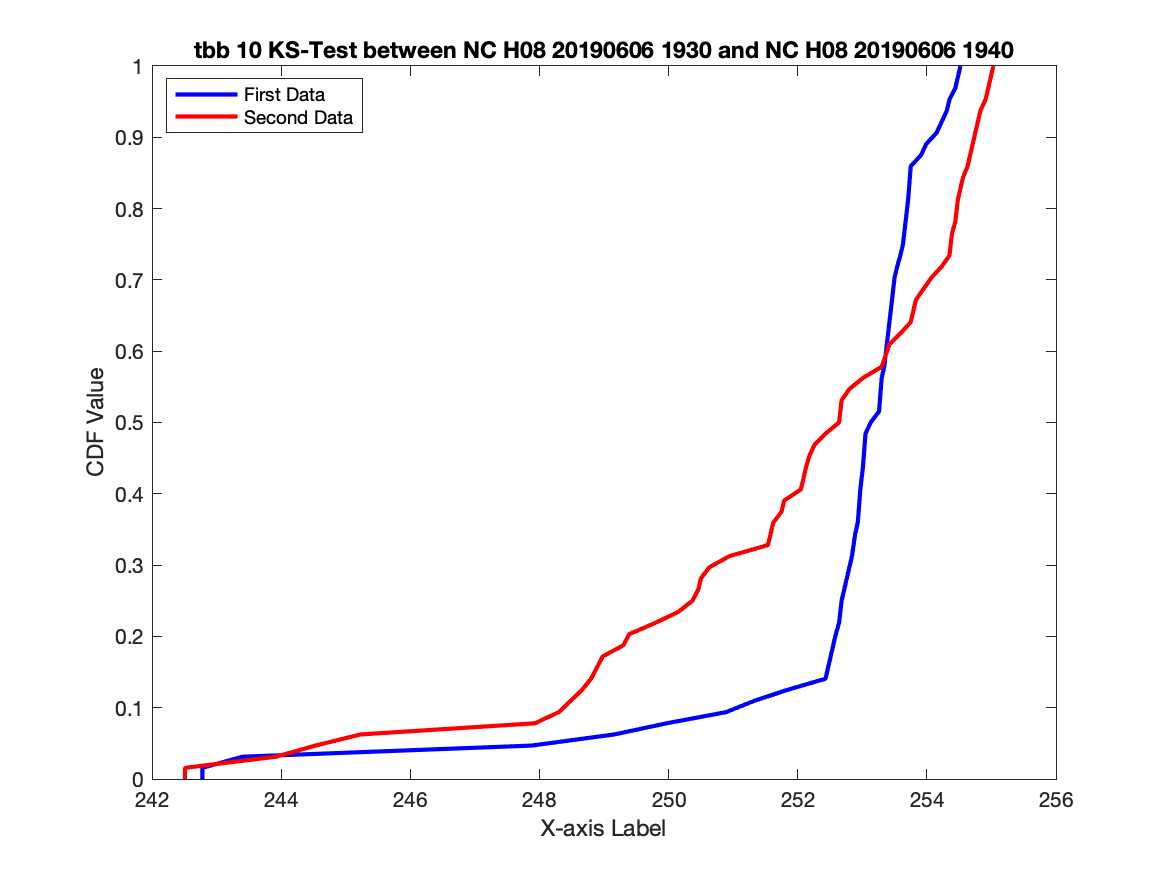 tbb 10 KS-Test between NC H08 20190606 1930 and NC H08 20190606 1940
First Data
Second Data
1
0.9
0.8
0.7
0.6
0.5
0.4
0.3
0.2
0.1
0
CDF Value
242 244 246 248 250 252 254 256
X-axis Label